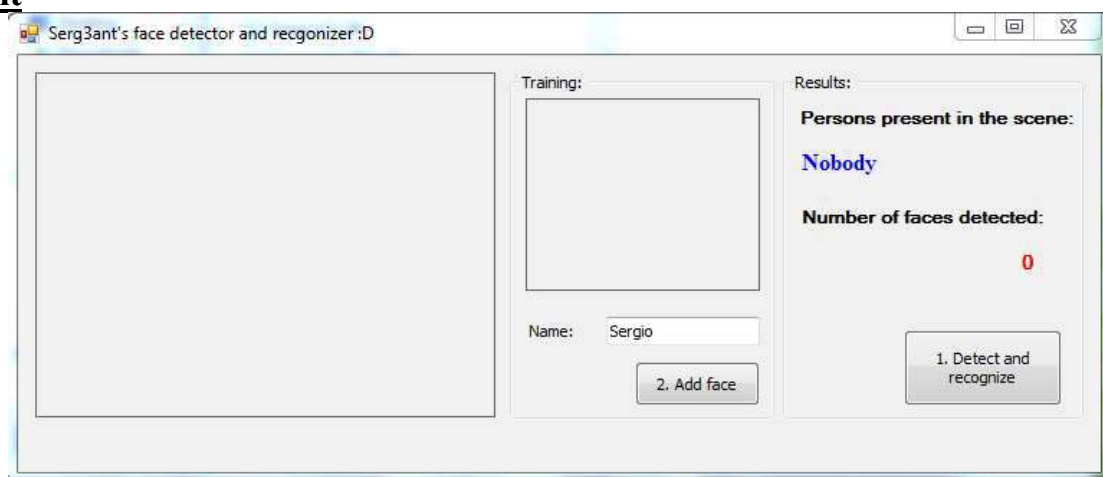 Serg3ant's face detector and recgonizer :D
Training:
Name:
Sergio
2. Add face
Results:
Persons present in the scene:
Nobody
Number of faces detected:
0
1. Detect and
recognize